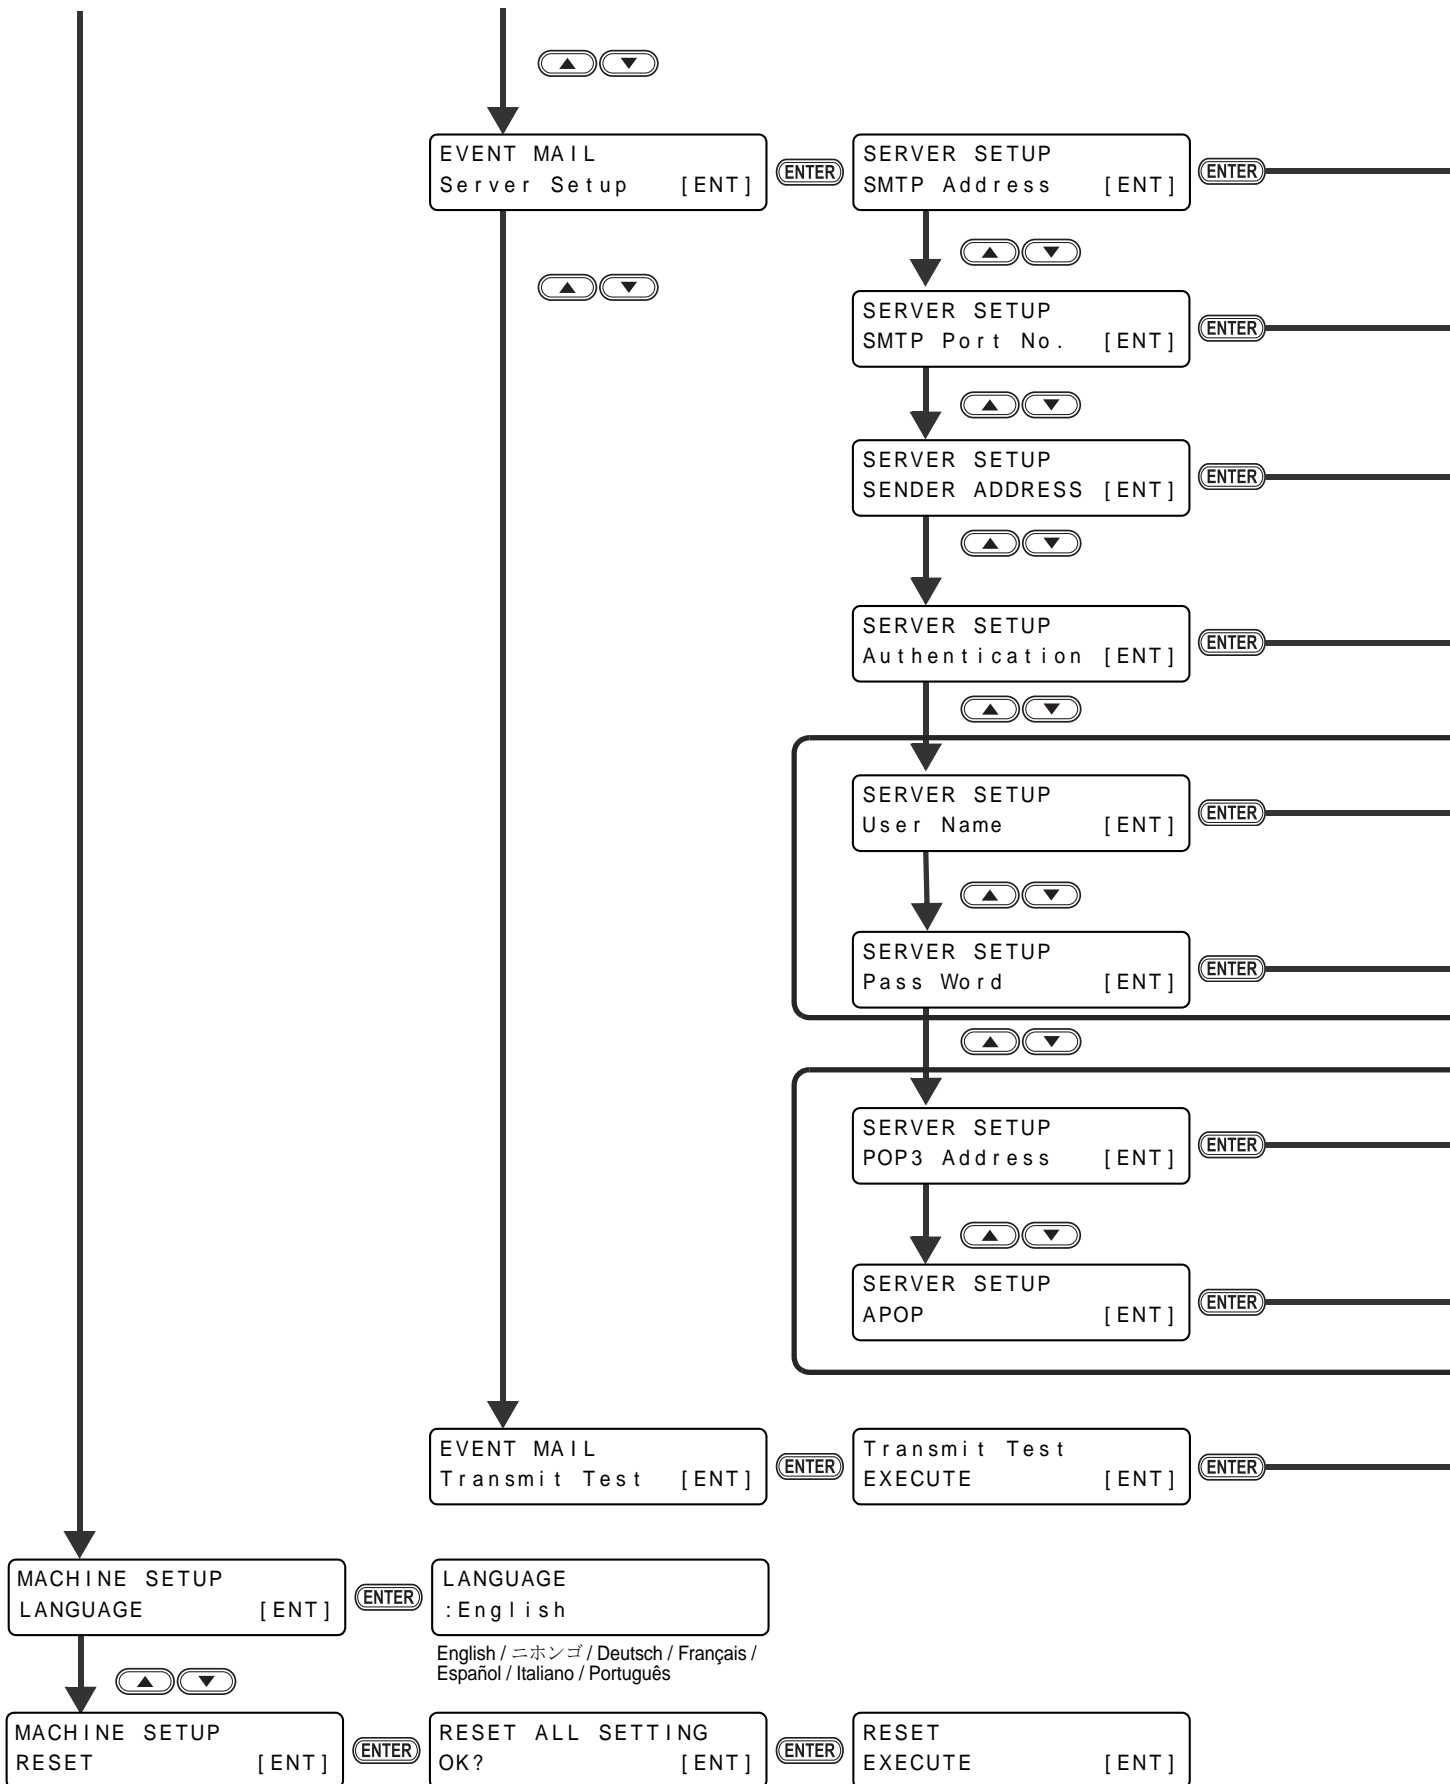 EVENT MAIL
Server Setup [ENT]
ENTER
SERVER SETUP
SMTP Address [ENT]
ENTER
SERVER SETUP
SMTP Port No. [ENT]
ENTER
SERVER SETUP
SENDER ADDRESS [ENT]
ENTER
SERVER SETUP
Authentication [ENT]
ENTER
SERVER SETUP
User Name [ENT]
ENTER
SERVER SETUP
Pass Word [ENT]
ENTER
SERVER SETUP
POP3 Address [ENT]
ENTER
SERVER SETUP
APOP [ENT]
ENTER
EVENT MAIL
Transmit Test [ENT]
ENTER
Transmit Test
EXECUTE [ENT]
ENTER
MACHINE SETUP
LANGUAGE [ENT]
ENTER
LANGUAGE
:English
English / ニホンゴ / Deutsch / Français /
Español / Italiano / Português
MACHINE SETUP
RESET [ENT]
ENTER
RESET ALL SETTING
OK? [ENT]
ENTER
RESET
EXECUTE [ENT]